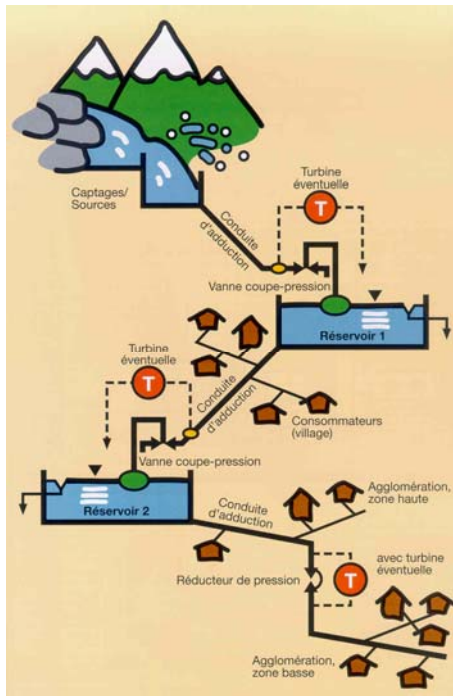 Captages/
Sources
Turbine
éventuelle
T
Conduite
d'adduction
Vanne coupe-pression
Réservoir 1
Turbine
éventuelle
T
Conduite
d'adduction
Consommateurs
(village)
Vanne coupe-pression
Réservoir 2
Conduite
d'adduction
Agglomération,
zone haute
Réducteur de pression
T
avec turbine
éventuelle
Agglomération,
zone basse